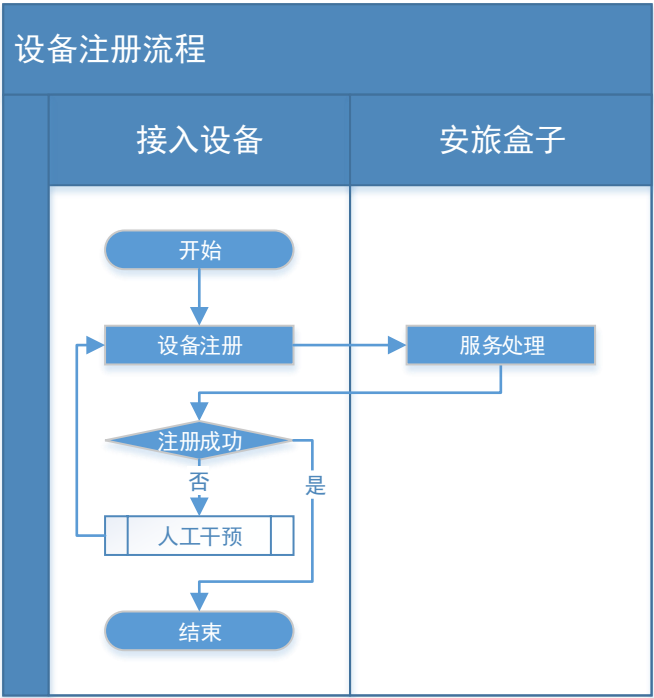 设备注册流程
接入设备
安旅盒子
开始
设备注册
服务处理
注册成功
否
是
人工干预
结束